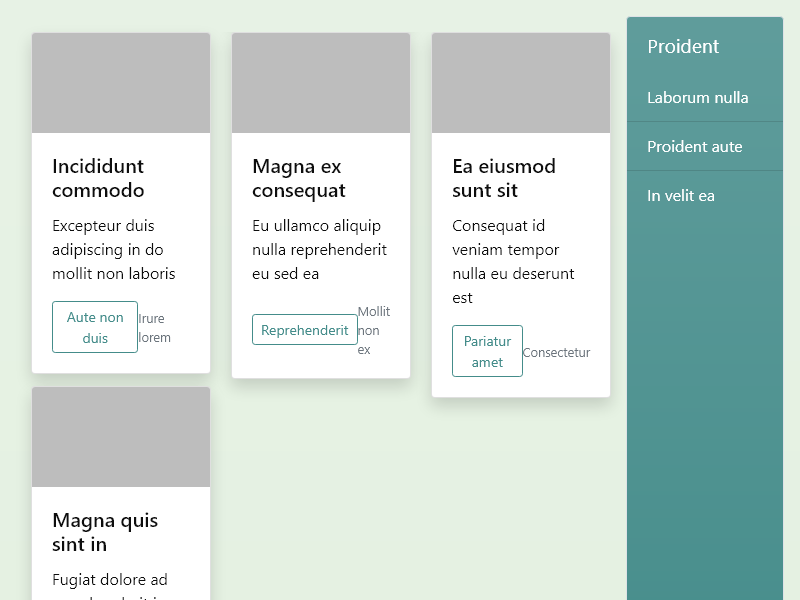 Incididunt
commodo
Excepteur duis
adipiscing in do
mollit non laboris
Aute non
duis
Irure
lorem
Magna ex
consequat
Eu ullamco aliquip
nulla reprehenderit
eu sed ea
Reprehenderit
Mollit
non
ex
Ea eiusmod
sunt sit
Consequat id
veniam tempor
nulla eu deserunt
est
Pariatur
amet
Consectetur
Magna quis
sint in
Fugiat dolore ad
Proident
Laborum nulla
Proident aute
In velit ea